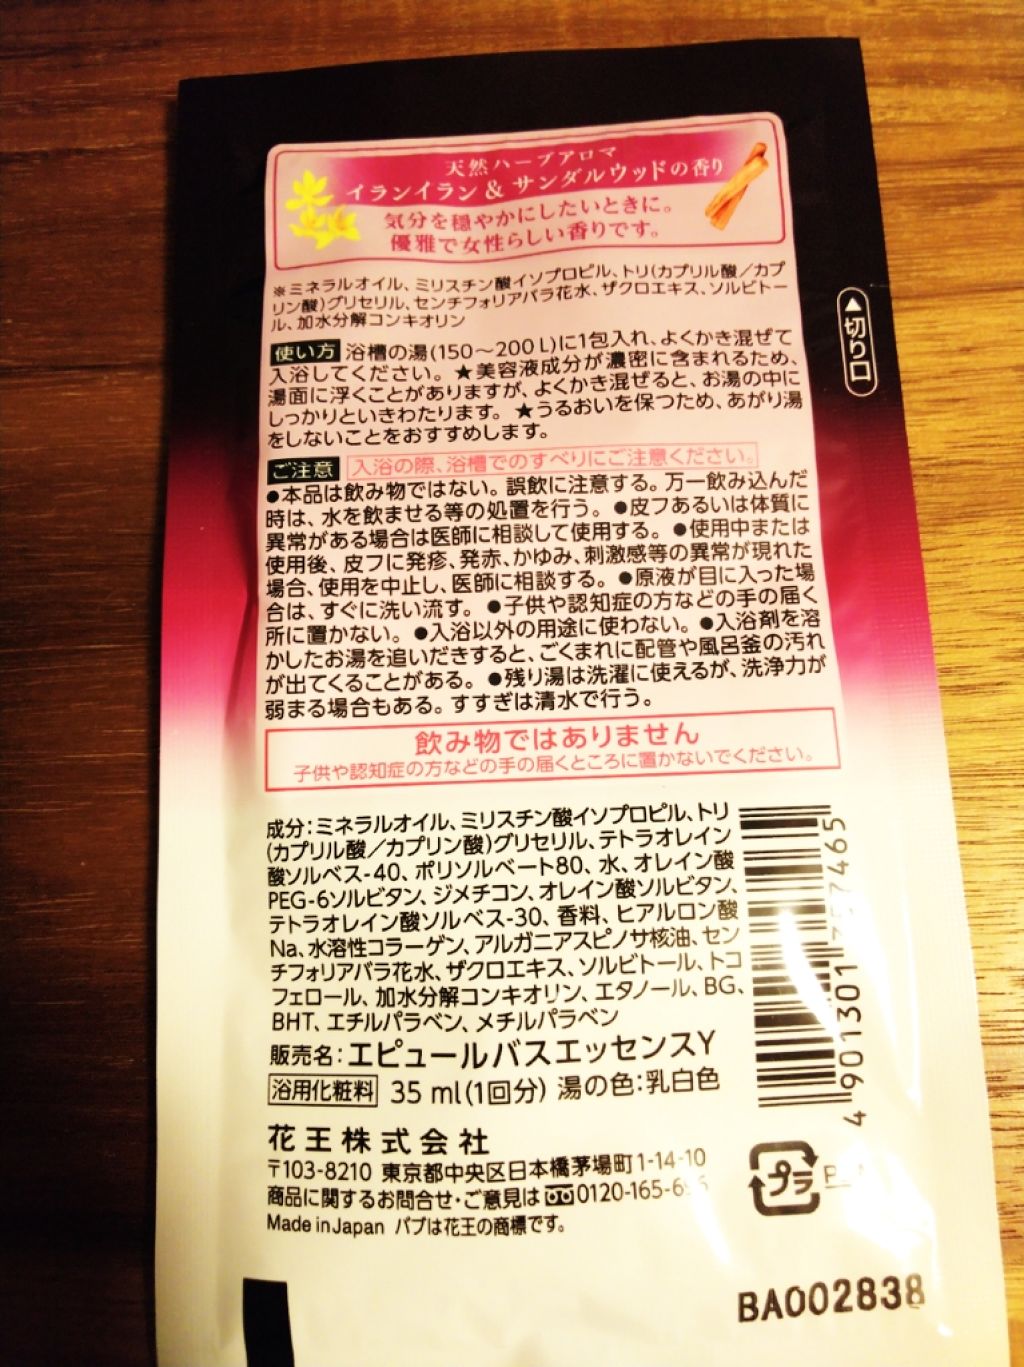 天然ハーブアロマ
イランイラン & サンダルウッドの香り
気分を穏やかにしたいときに。
優雅で女性らしい香りです。
※ミネラルオイル、ミリスチン酸イソプロピル、トリ(カプリル酸／カプ
リン酸)グリセリル、センチフォリアバラ花水、ザクロエキス、ソルビトー
ル、加水分解コンキオリン
▲切り口
使い方 浴槽の湯(150～200L)に1包入れ、よくかき混ぜて
入浴してください。★美容液成分が濃密に含まれるため、
湯面に浮くことがありますが、よくかき混ぜると、お湯の中に
しっかりといきわたります。★うるおいを保つため、あがり湯
をしないことをおすすめします。
ご注意 入浴の際、浴槽でのすべりにご注意ください。
●本品は飲み物ではない。誤飲に注意する。万一飲み込んだ
時は、水を飲ませる等の処置を行う。●皮フあるいは体質に
異常がある場合は医師に相談して使用する。●使用中または
使用後、皮フに発疹、発赤、かゆみ、刺激感等の異常が現れた
場合、使用を中止し、医師に相談する。●原液が目に入った場
合は、すぐに洗い流す。●子供や認知症の方などの手の届く
所に置かない。●入浴以外の用途に使わない。●入浴剤を溶
かしたお湯を追いだきすると、ごくまれに配管や風呂釜の汚れ
が出てくることがある。●残り湯は洗濯に使えるが、洗浄力が
弱まる場合もある。すすぎは清水で行う。
飲み物ではありません
子供や認知症の方などの手の届くところに置かないでください。
成分：ミネラルオイル、ミリスチン酸イソプロピル、トリ
(カプリル酸／カプリン酸)グリセリル、テトラオレイン
酸ソルベス-40、ポリソルベート80、水、オレイン酸
PEG-6ソルビタン、ジメチコン、オレイン酸ソルビタン、
テトラオレイン酸ソルベス-30、香料、ヒアルロン酸
Na、水溶性コラーゲン、アルガニアスピノサ核油、セン
チフォリアバラ花水、ザクロエキス、ソルビトール、トコ
フェロール、加水分解コンキオリン、エタノール、BG、
BHT、エチルパラベン、メチルパラベン
販売名：エピュールバスエッセンスY
浴用化粧料 35 ml(1回分) 湯の色：乳白色
花王株式会社
〒103-8210 東京都中央区日本橋茅場町1-14-10
商品に関するお問合せ・ご意見は 0120-165-6
Made in Japan バブは花王の商標です。
4 901301 57465
プラ
BA002838